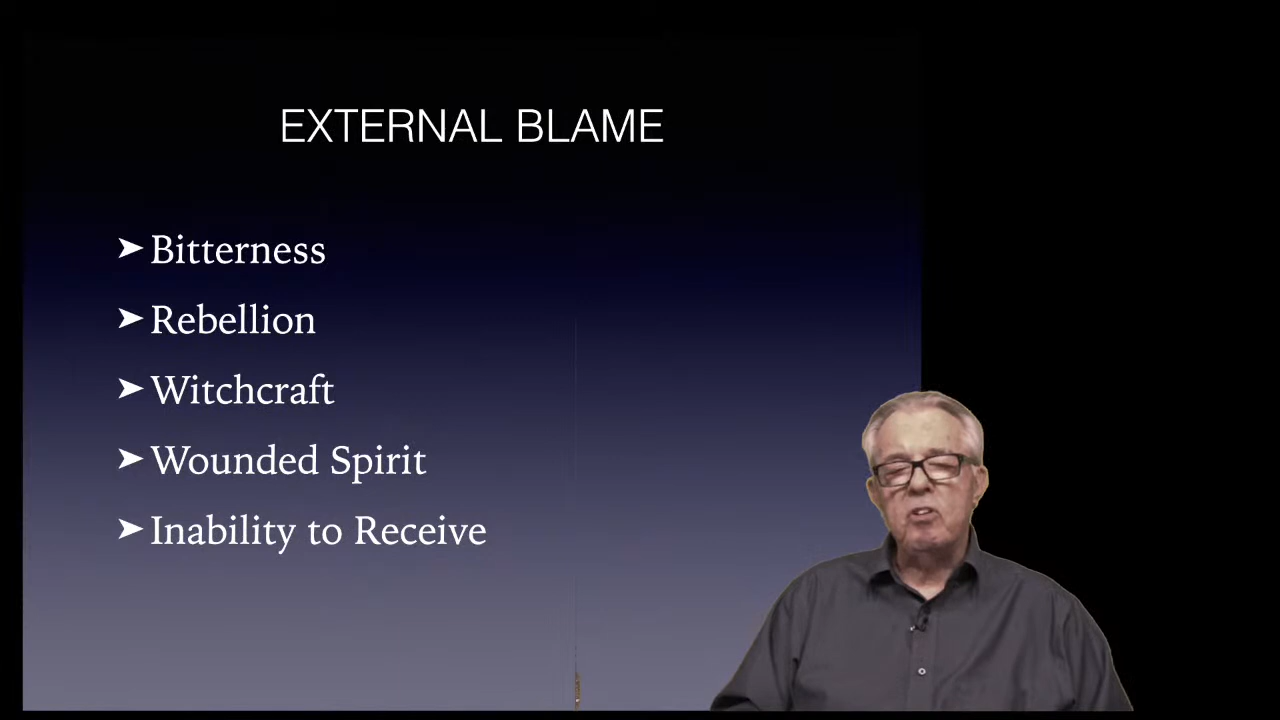 EXTERNAL BLAME
➤ Bitterness
➤ Rebellion
➤ Witchcraft
➤ Wounded Spirit
➤ Inability to Receive